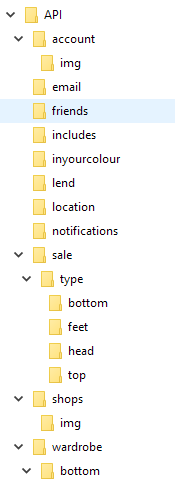 API
account
img
email
friends
includes
inyourcolour
lend
location
notifications
sale
type
bottom
feet
head
top
shops
img
wardrobe
bottom